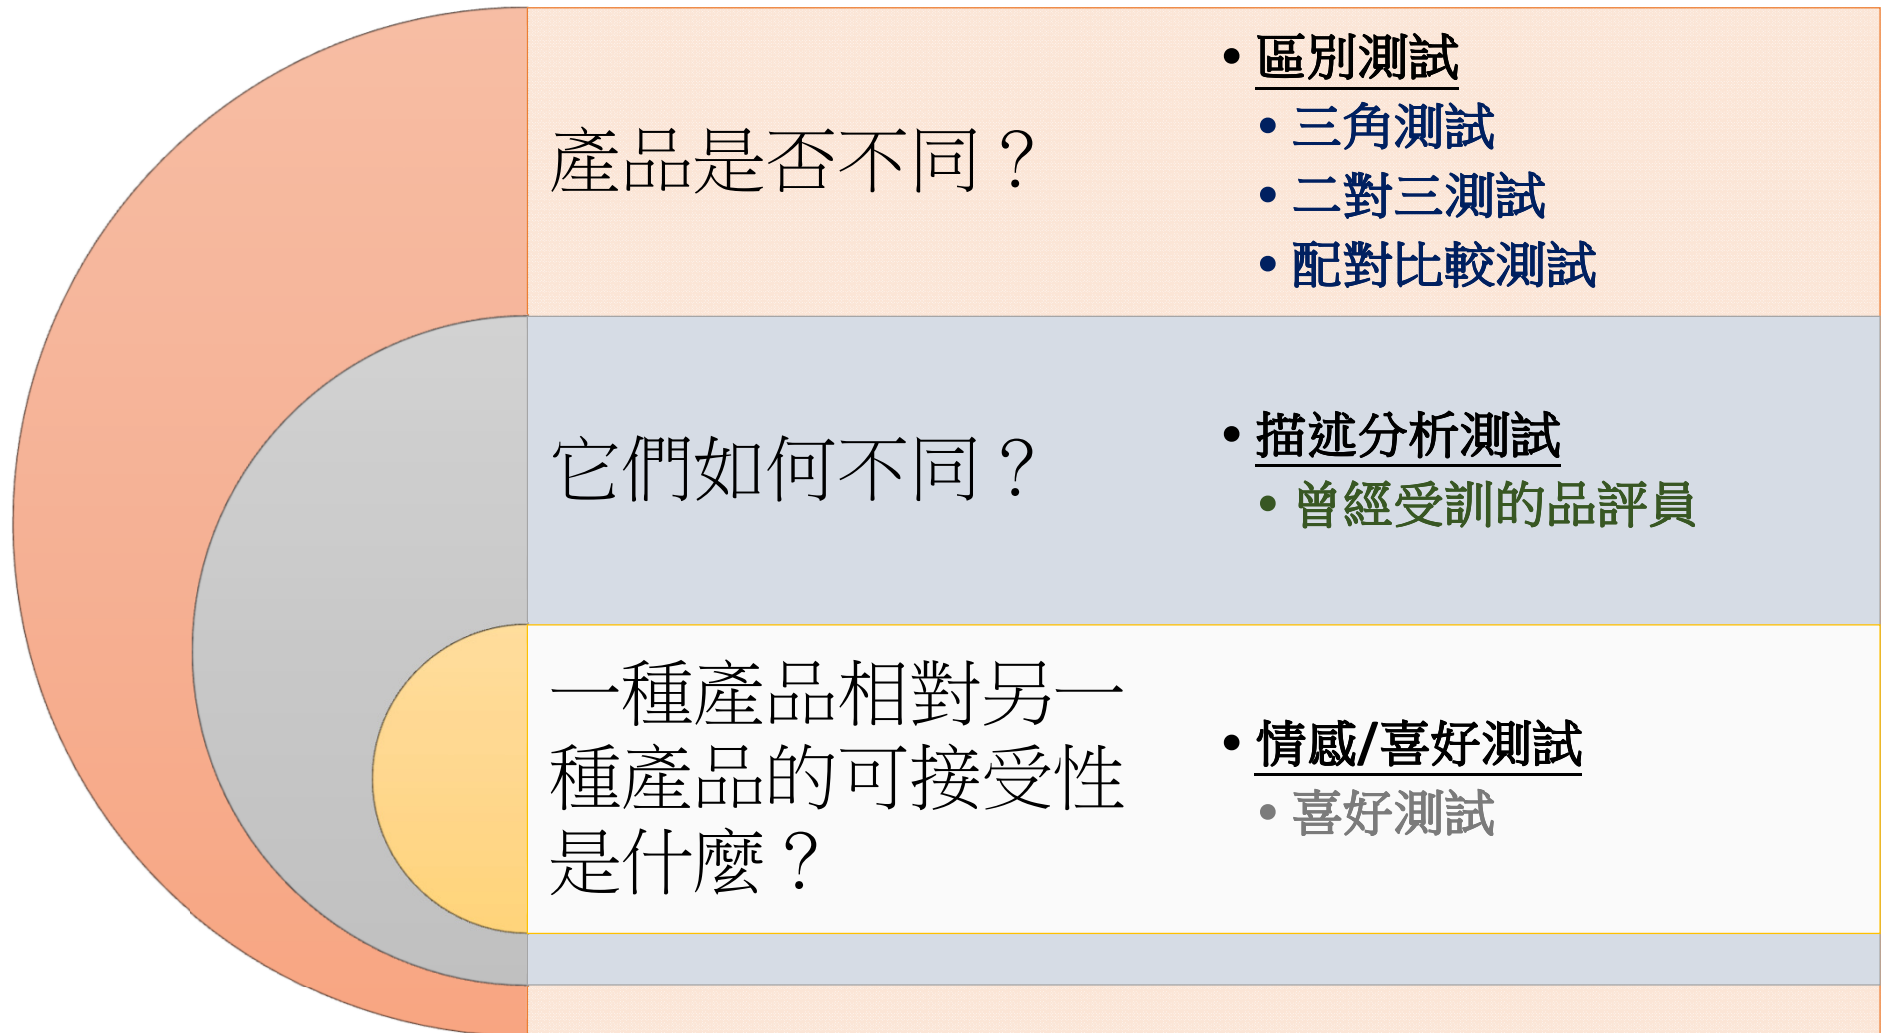 產品是否不同？
• 區別測試
• 三角測試
• 二對三測試
• 配對比較測試
它們如何不同？
• 描述分析測試
• 曾經受訓的品評員
一種產品相對另一
種產品的可接受性
是什麼？
• 情感/喜好測試
• 喜好測試